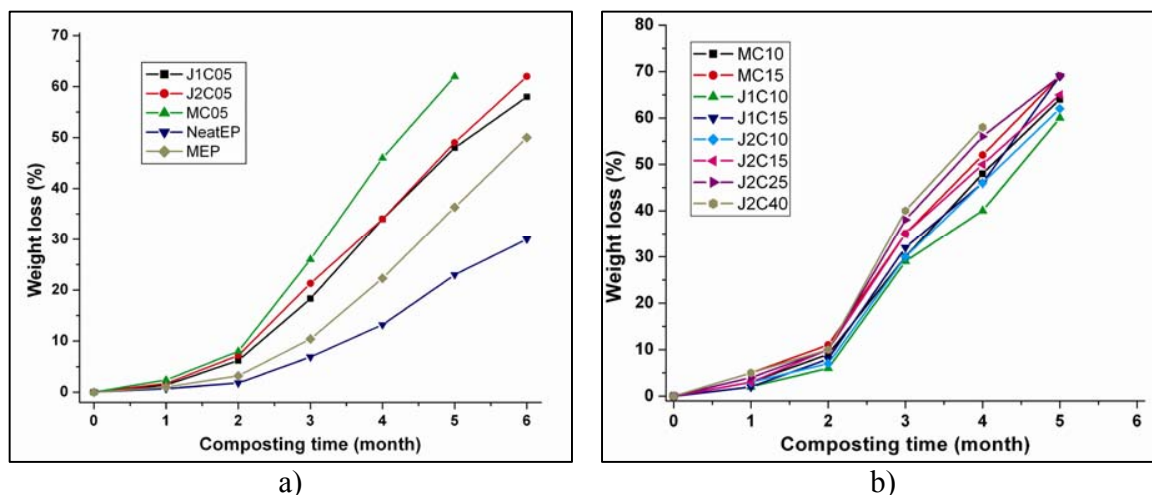 70
60
50
40
30
20
10
0
Weight loss (%)
J1C05
J2C05
MC05
NeatEP
MEP
0 1 2 3 4 5 6
Composting time (month)
a)
80
70
60
50
40
30
20
10
0
Weight loss (%)
MC10
MC15
J1C10
J1C15
J2C10
J2C15
J2C25
J2C40
0 1 2 3 4 5 6
Composting time (month)
b)